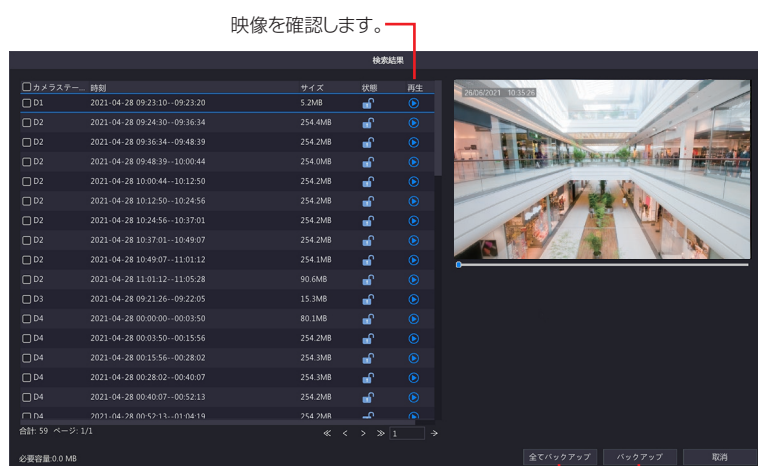 映像を確認します。
検索結果
カメラステー... 時刻 サイズ 状態 再生
D1 2021-04-28 09:23:10--09:23:20 5.2MB
D2 2021-04-28 09:24:30--09:36:34 254.4MB
D2 2021-04-28 09:36:34--09:48:39 254.2MB
D2 2021-04-28 09:48:39--10:00:44 254.0MB
D2 2021-04-28 10:00:44--10:12:50 254.2MB
D2 2021-04-28 10:12:50--10:24:56 254.2MB
D2 2021-04-28 10:24:56--10:37:01 254.2MB
D2 2021-04-28 10:37:01--10:49:07 254.2MB
D2 2021-04-28 10:49:07--11:01:12 254.1MB
D2 2021-04-28 11:01:12--11:05:28 90.6MB
D3 2021-04-28 09:21:26--09:22:05 15.3MB
D4 2021-04-28 00:00:00--00:03:50 80.1MB
D4 2021-04-28 00:03:50--00:15:56 254.2MB
D4 2021-04-28 00:15:56--00:28:02 254.3MB
D4 2021-04-28 00:28:02--00:40:07 254.3MB
D4 2021-04-28 00:40:07--00:52:13 254.2MB
D4 2021-04-28 00:52:13--01:04:19 254.2MB
28/06/2021 10:35:26
合計: 59 ページ: 1/1 ≪ < > ≫ 1 →
必要容量:0.0 MB
全てバックアップ バックアップ 取消